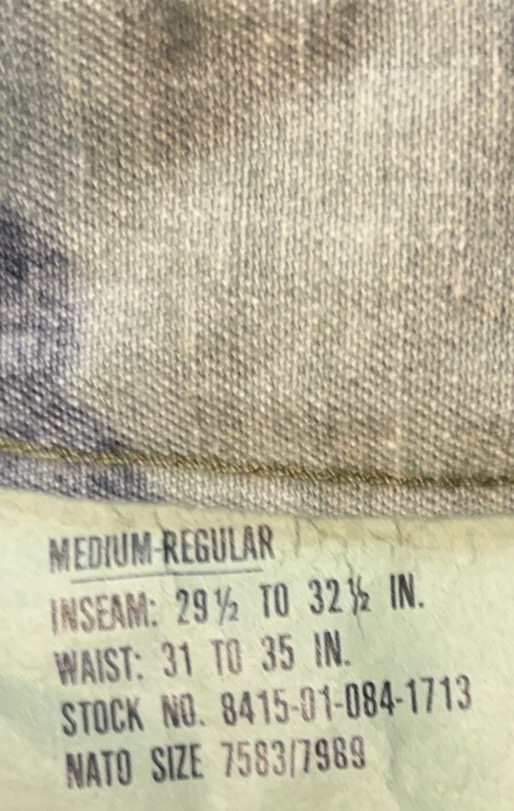 MEDIUM-REGULAR
INSEAM: 29½ TO 32½ IN.
WAIST: 31 TO 35 IN.
STOCK NO. 8415-01-084-1713
NATO SIZE 7583/7989